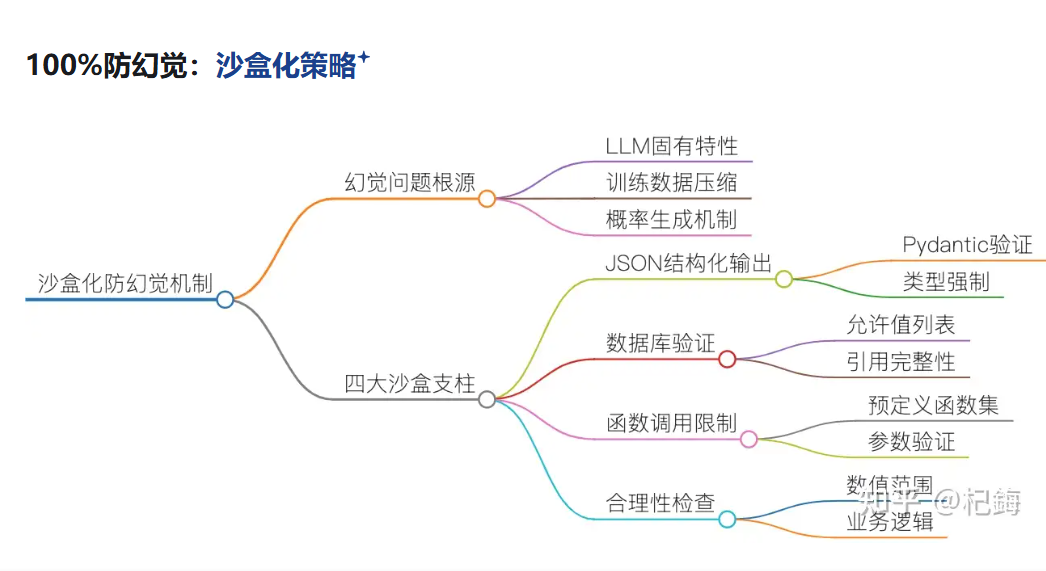 100%防幻觉：沙盒化策略
沙盒化防幻觉机制
幻觉问题根源
LLM固有特性
训练数据压缩
概率生成机制
四大沙盒支柱
JSON结构化输出
Pydantic验证
类型强制
数据库验证
允许值列表
引用完整性
函数调用限制
预定义函数集
参数验证
合理性检查
数值范围
业务逻辑
知乎 @杞鋂